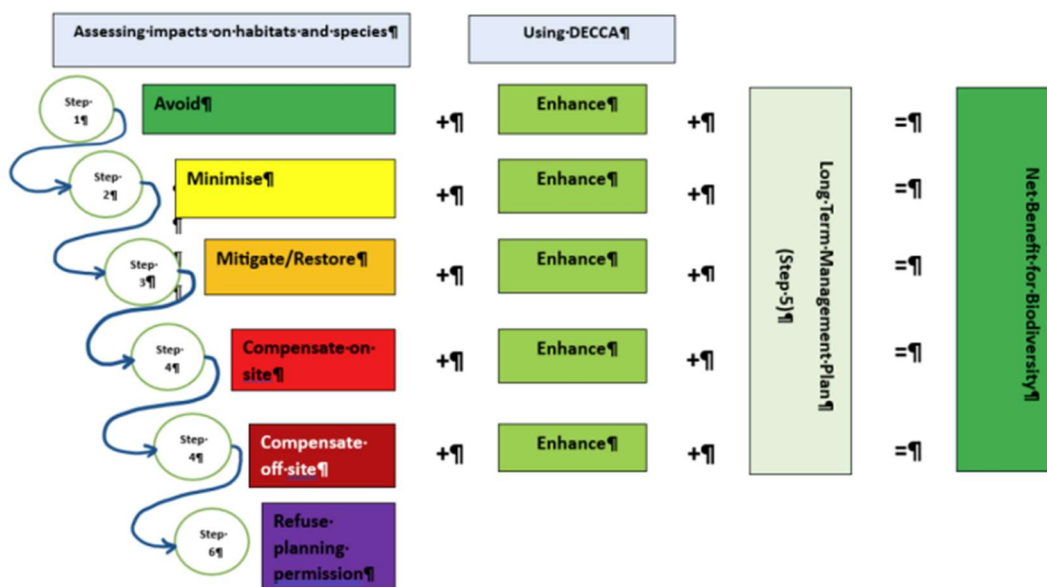 Assessing·impacts·on·habitats·and·species¶
Using·DECCA¶
Step·
1¶
Avoid¶
+¶
Enhance¶
+¶
=¶
Step·
2¶
Minimise¶
+¶
Enhance¶
+¶
=¶
¶
¶
¶
¶
Step·
3¶
Mitigate/Restore¶
+¶
Enhance¶
+¶
=¶
Step·
4¶
Compensate·on·
site¶
+¶
Enhance¶
+¶
=¶
Step·
4¶
Compensate·
off·site¶
+¶
Enhance¶
+¶
=¶
Step·
6¶
Refuse·
planning·
permission¶
Long·Term·Management·Plan¶
(Step·5)¶
Net·Benefit·for·Biodiversity¶